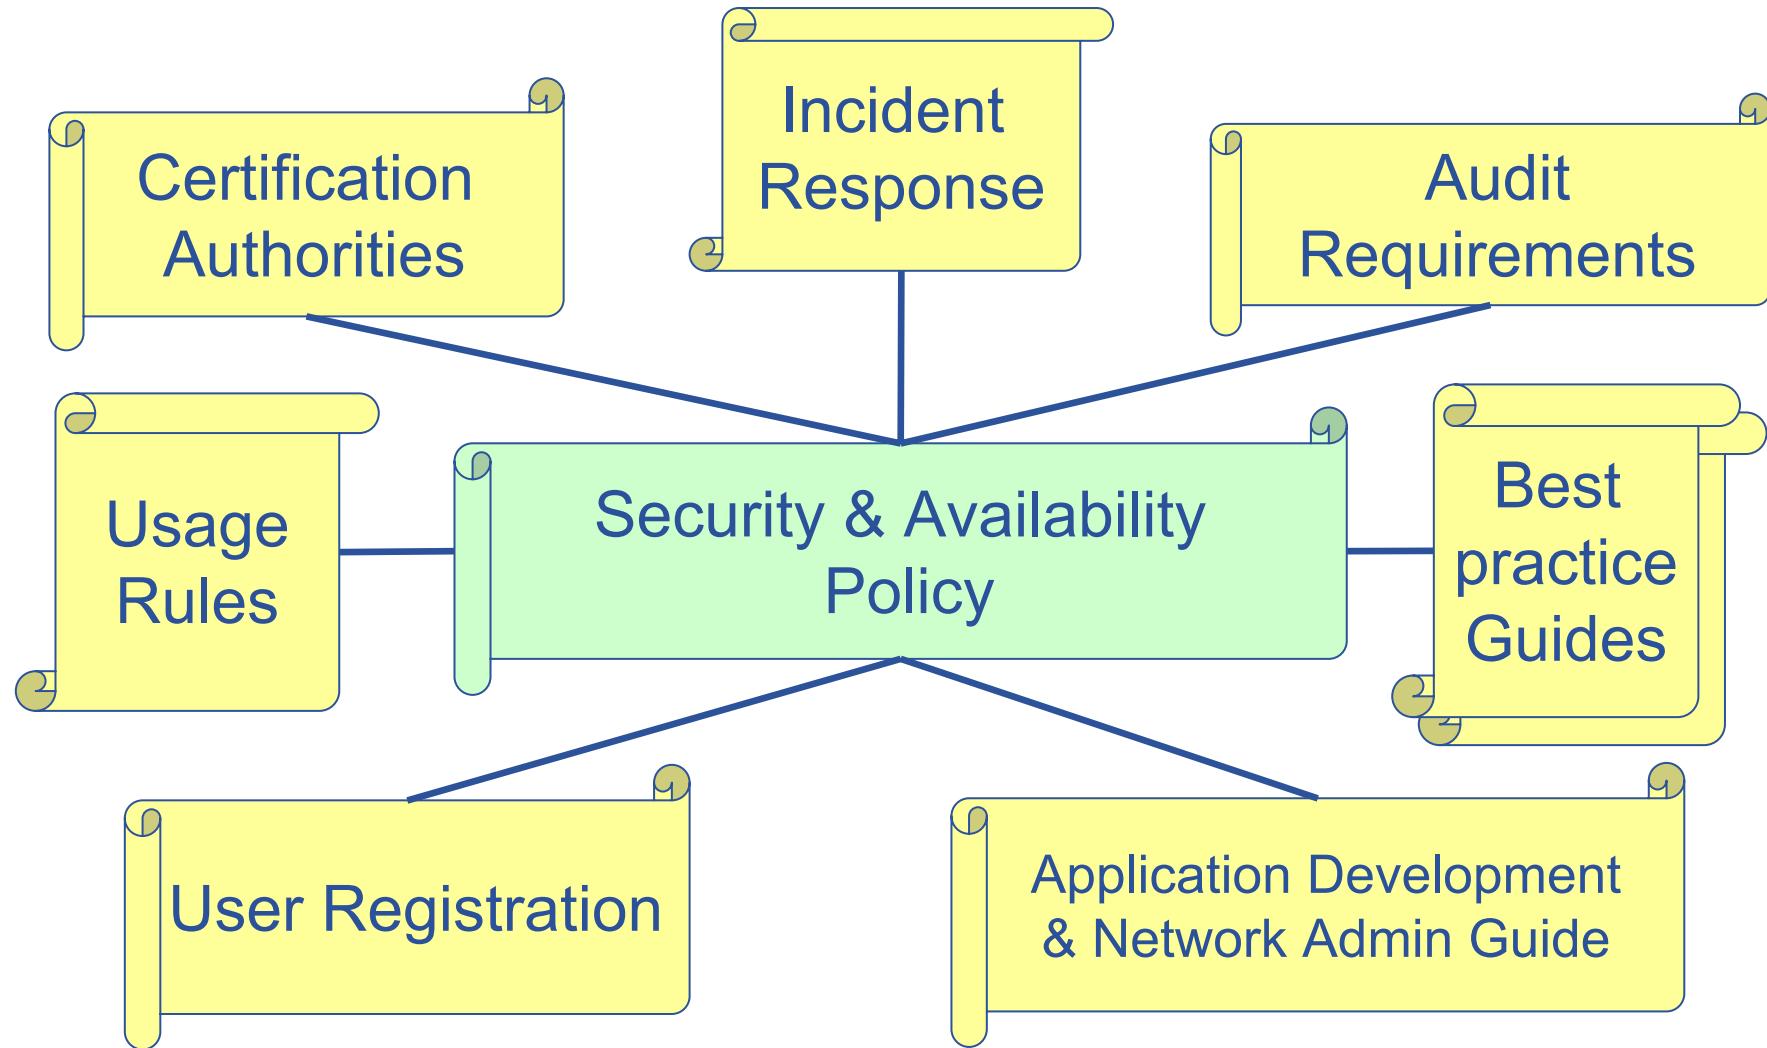 Incident
Response
Certification
Authorities
Audit
Requirements
Usage
Rules
Security & Availability
Policy
Best
practice
Guides
User Registration
Application Development
& Network Admin Guide